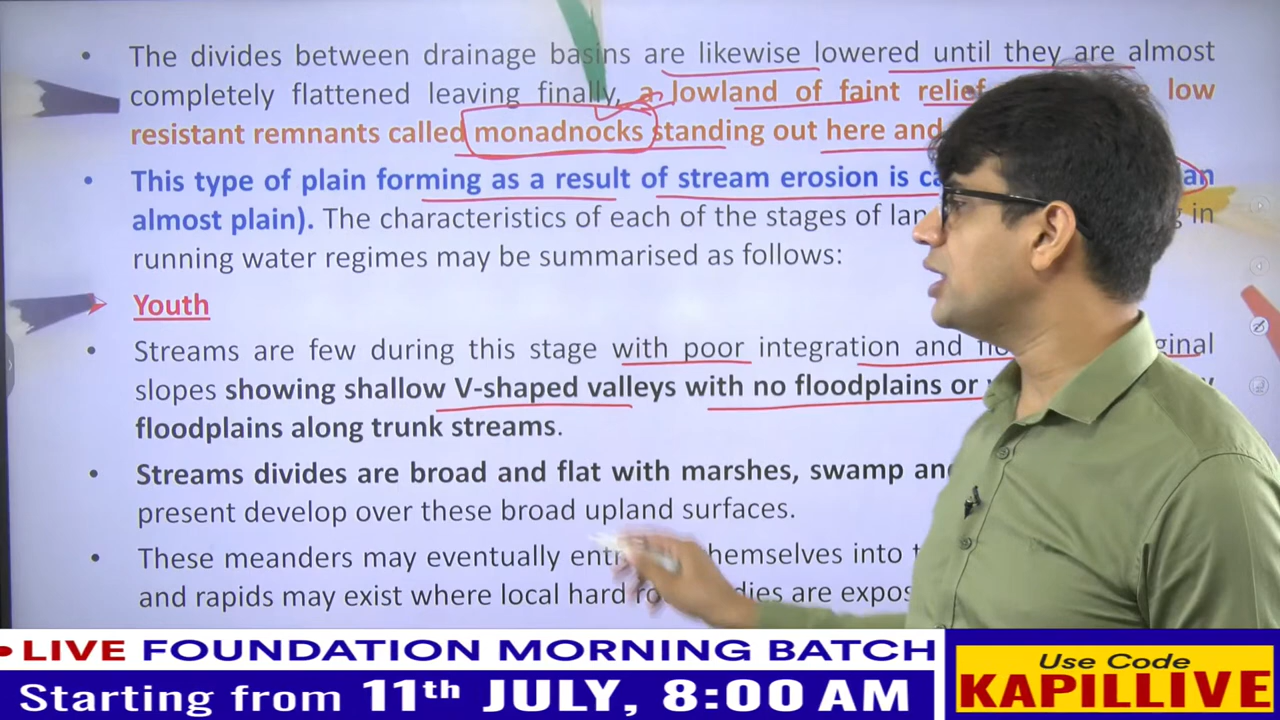 • The divides between drainage basins are likewise lowered until they are almost
completely flattened leaving finally, a lowland of faint relief low
resistant remnants called monadnocks standing out here and
• This type of plain forming as a result of stream erosion is an
almost plain). The characteristics of each of the stages of in
running water regimes may be summarised as follows:
Youth
• Streams are few during this stage with poor integration and
slopes showing shallow V-shaped valleys with no floodplains or
floodplains along trunk streams.
• Streams divides are broad and flat with marshes, swamp
present develop over these broad upland surfaces.
• These meanders may eventually themselves into
and rapids may exist where local hard are
• LIVE FOUNDATION MORNING BATCH
Starting from 11th JULY, 8:00 AM
Use Code
KAPILLIVE